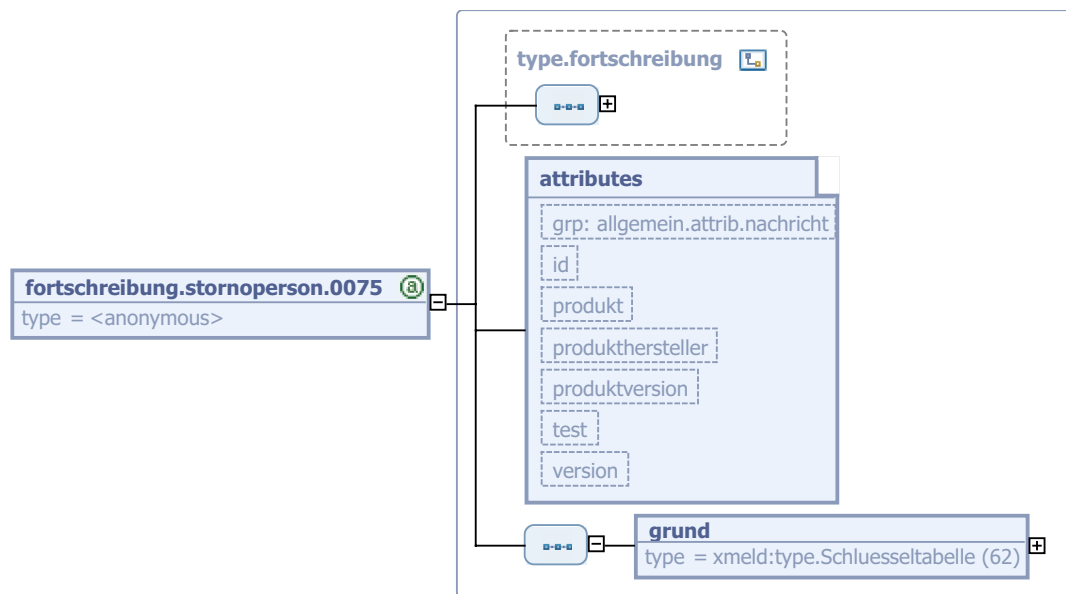 type.fortschreibung
attributes
grp: allgemein.attrib.nachricht
id
produkt
produkthersteller
produktversion
test
version
fortschreibung.stornoperson.0075 @
type = <anonymous>
grund
type = xmeld:type.Schluesseltabelle (62)